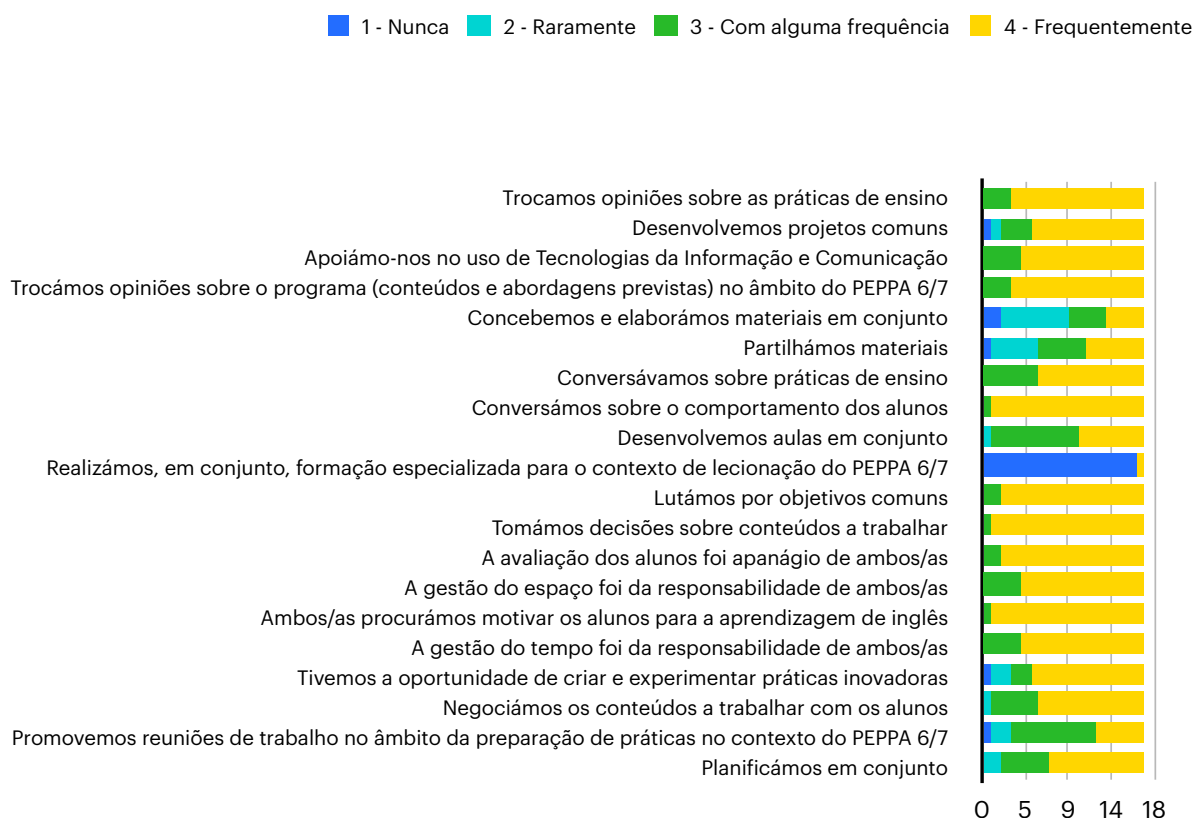 1 - Nunca 2 - Raramente 3 - Com alguma frequência 4 - Frequentemente
Trocamos opiniões sobre as práticas de ensino
Desenvolvemos projetos comuns
Apoiámo-nos no uso de Tecnologias da Informação e Comunicação
Trocámos opiniões sobre o programa (conteúdos e abordagens previstas) no âmbito do PEPPA 6/7
Concebemos e elaborámos materiais em conjunto
Partilhámos materiais
Conversávamos sobre práticas de ensino
Conversámos sobre o comportamento dos alunos
Desenvolvemos aulas em conjunto
Realizámos, em conjunto, formação especializada para o contexto de lecionação do PEPPA 6/7
Lutámos por objetivos comuns
Tomámos decisões sobre conteúdos a trabalhar
A avaliação dos alunos foi apanágio de ambos/as
A gestão do espaço foi da responsabilidade de ambos/as
Ambos/as procurámos motivar os alunos para a aprendizagem de inglês
A gestão do tempo foi da responsabilidade de ambos/as
Tivemos a oportunidade de criar e experimentar práticas inovadoras
Negociámos os conteúdos a trabalhar com os alunos
Promovemos reuniões de trabalho no âmbito da preparação de práticas no contexto do PEPPA 6/7
Planificámos em conjunto
0 5 9 14 18